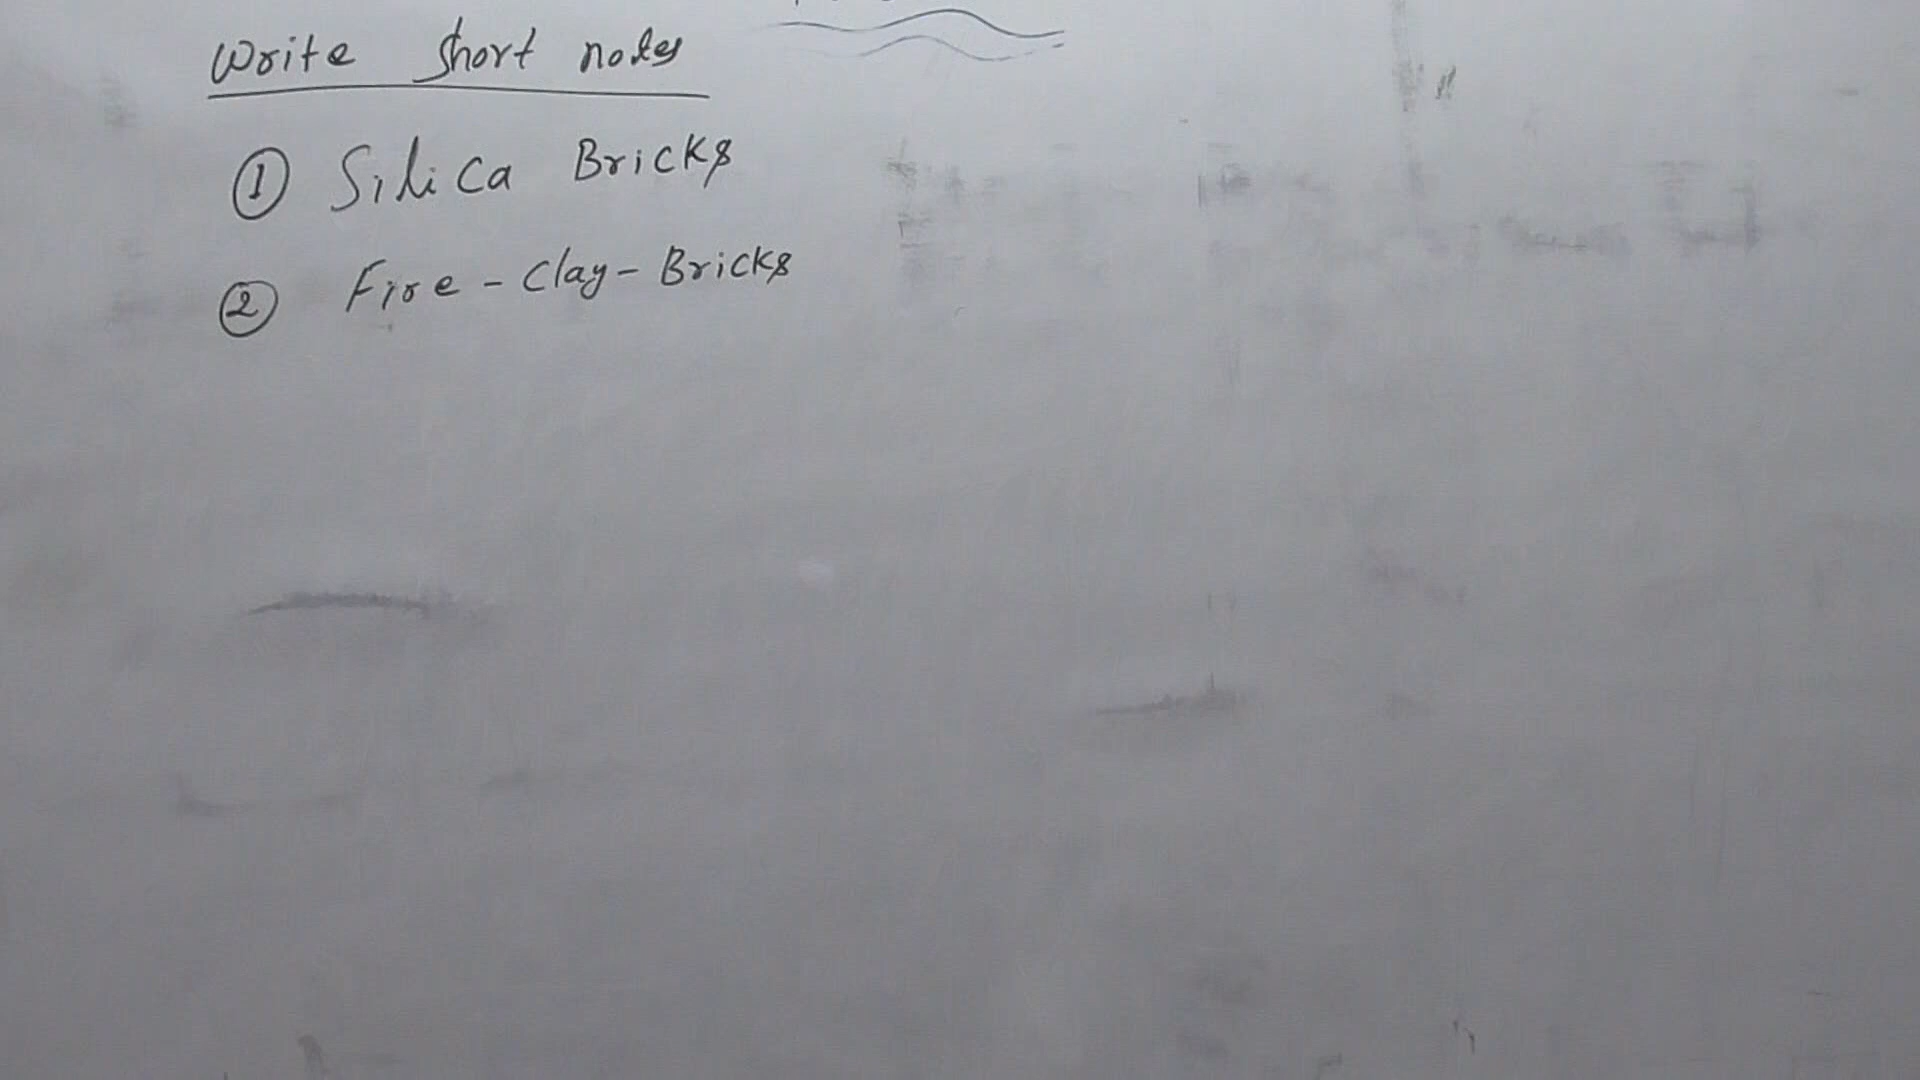 Write short notes
① Silica Bricks
② Fire - Clay - Bricks